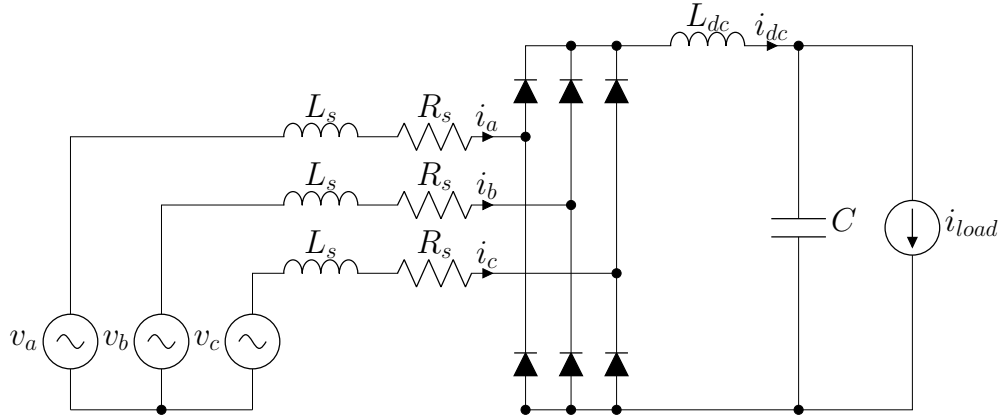 L_dc
i_dc
L_s R_s i_a
L_s R_s i_b
L_s R_s i_c
C
i_load
v_a v_b v_c